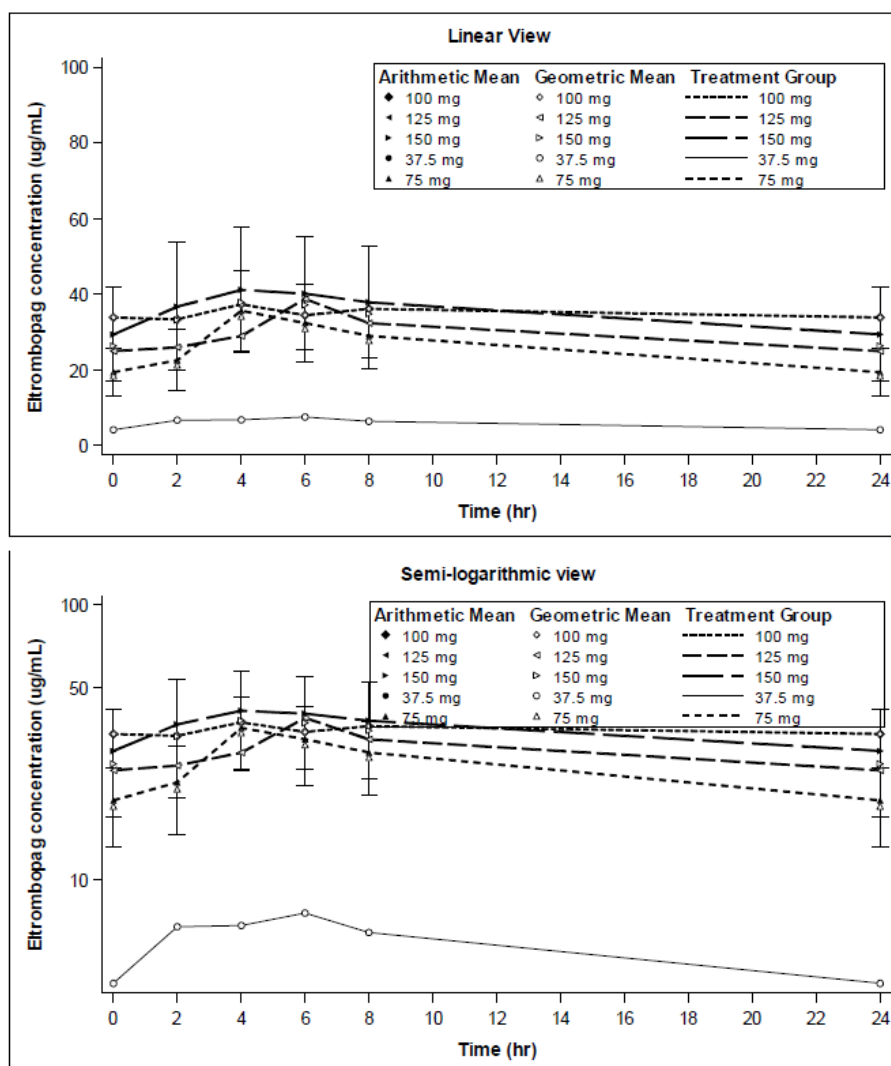 Linear View
Arithmetic Mean Geometric Mean Treatment Group
100 mg 100 mg 100 mg
125 mg 125 mg 125 mg
150 mg 150 mg 150 mg
37.5 mg 37.5 mg 37.5 mg
75 mg 75 mg 75 mg
100
80
60
40
20
0
Eltrombopag concentration (ug/mL)
0 2 4 6 8 10 12 14 16 18 20 22 24
Time (hr)
Semi-logarithmic view
Arithmetic Mean Geometric Mean Treatment Group
100 mg 100 mg 100 mg
125 mg 125 mg 125 mg
150 mg 150 mg 150 mg
37.5 mg 37.5 mg 37.5 mg
75 mg 75 mg 75 mg
100
50
10
Eltrombopag concentration (ug/mL)
0 2 4 6 8 10 12 14 16 18 20 22 24
Time (hr)